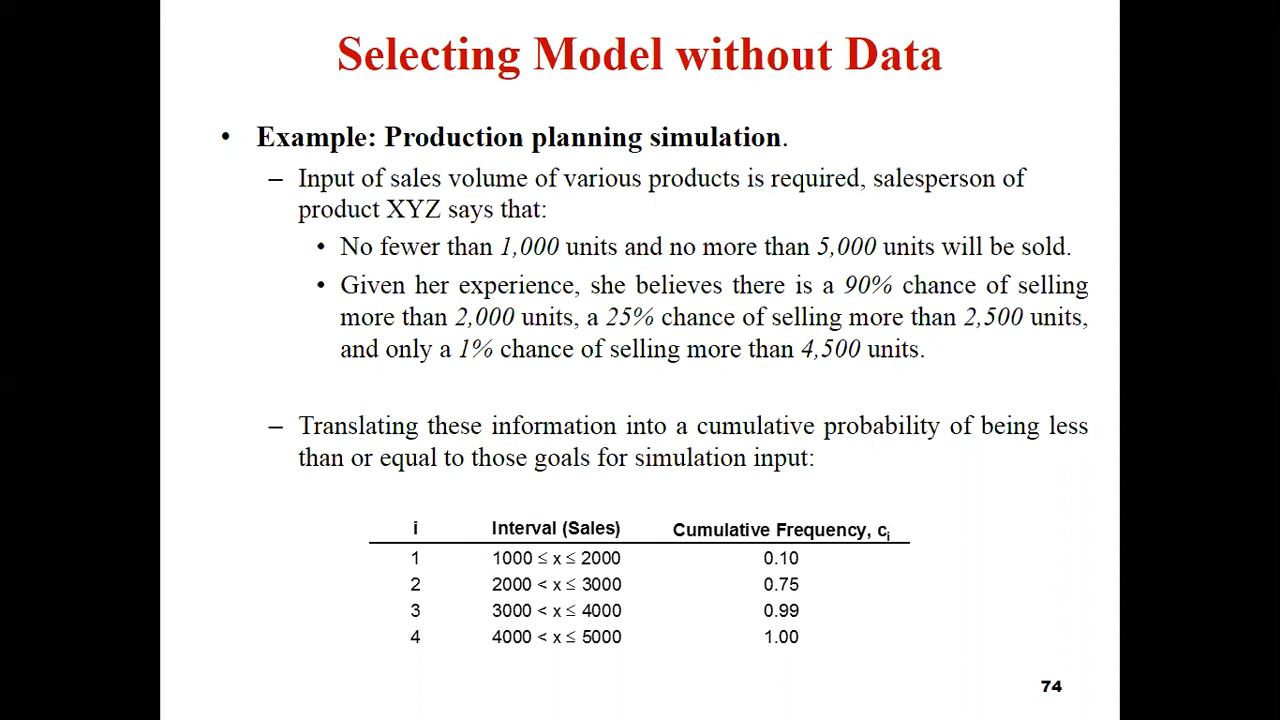 Selecting Model without Data
• Example: Production planning simulation.
– Input of sales volume of various products is required, salesperson of
product XYZ says that:
• No fewer than 1,000 units and no more than 5,000 units will be sold.
• Given her experience, she believes there is a 90% chance of selling
more than 2,000 units, a 25% chance of selling more than 2,500 units,
and only a 1% chance of selling more than 4,500 units.
– Translating these information into a cumulative probability of being less
than or equal to those goals for simulation input:
i Interval (Sales) Cumulative Frequency, ci
1 1000 ≤ x ≤ 2000 0.10
2 2000 < x ≤ 3000 0.75
3 3000 < x ≤ 4000 0.99
4 4000 < x ≤ 5000 1.00
74